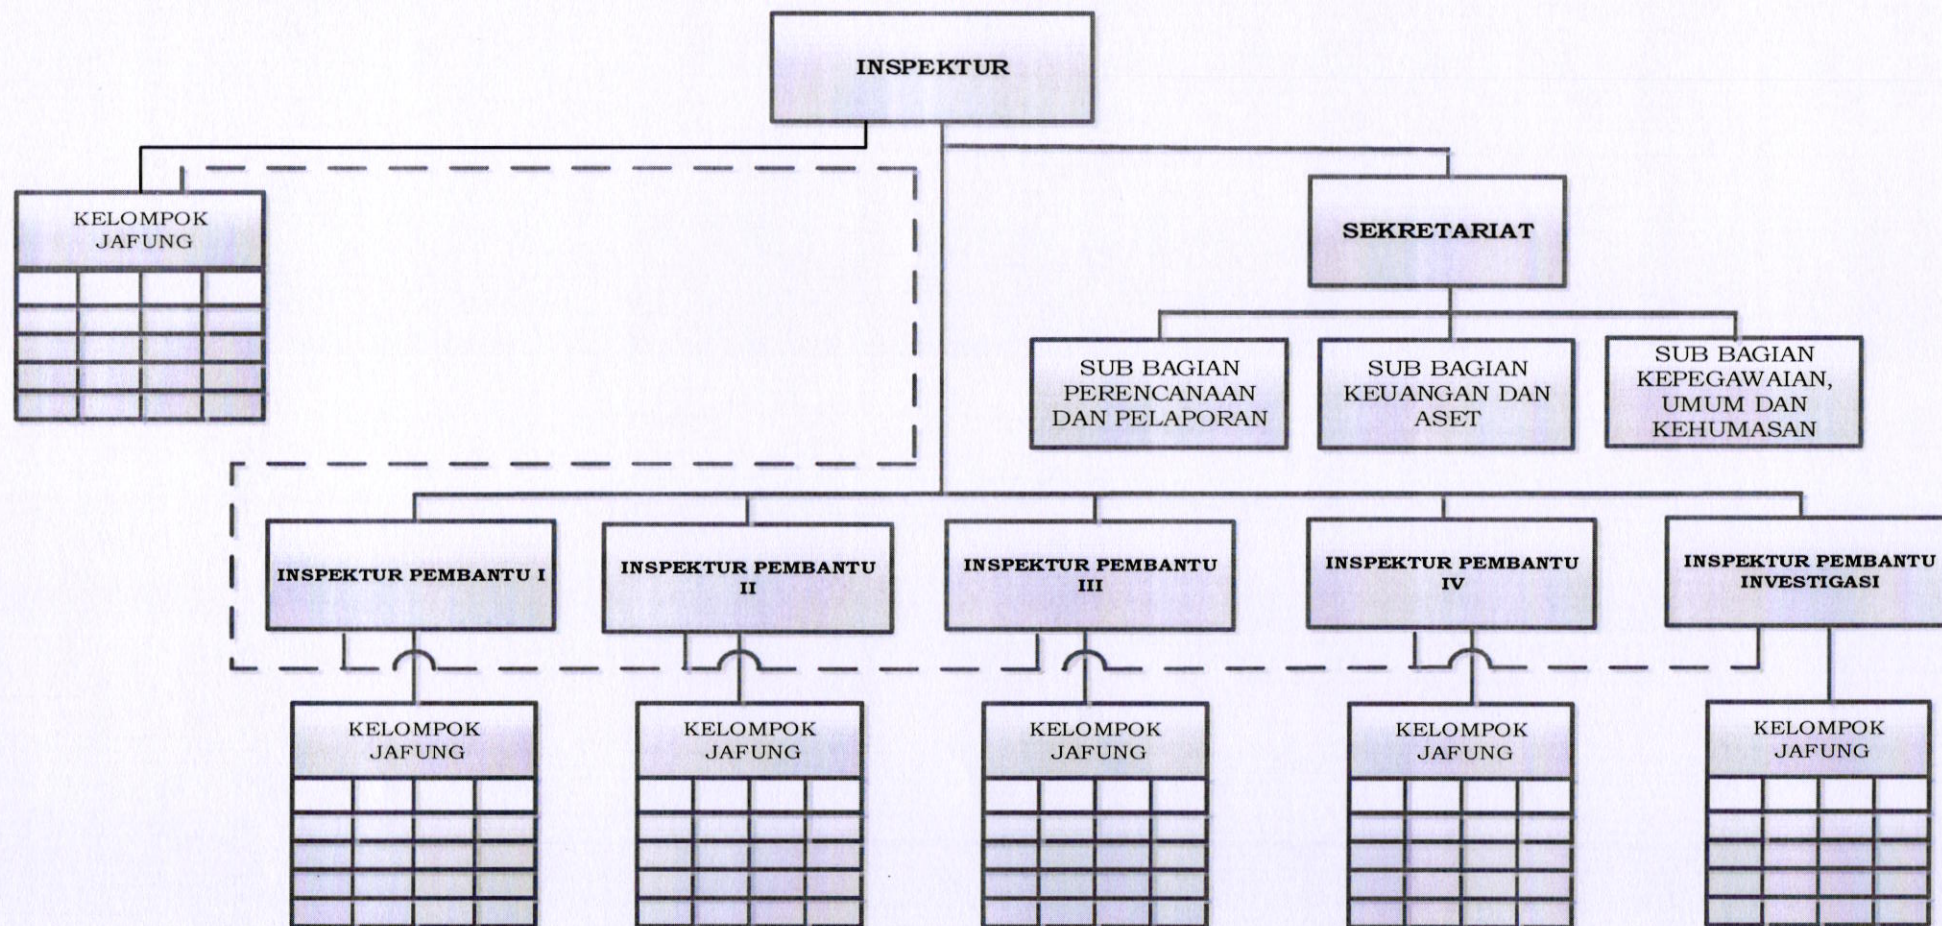 INSPEKTUR
KELOMPOK
JAFUNG
SEKRETARIAT
SUB BAGIAN
PERENCANAAN
DAN PELAPORAN
SUB BAGIAN
KEUANGAN DAN
ASET
SUB BAGIAN
KEPEGAWAIAN,
UMUM DAN
KEHUMASAN
INSPEKTUR PEMBANTU I
INSPEKTUR PEMBANTU
II
INSPEKTUR PEMBANTU
III
INSPEKTUR PEMBANTU
IV
INSPEKTUR PEMBANTU
INVESTIGASI
KELOMPOK
JAFUNG
KELOMPOK
JAFUNG
KELOMPOK
JAFUNG
KELOMPOK
JAFUNG
KELOMPOK
JAFUNG